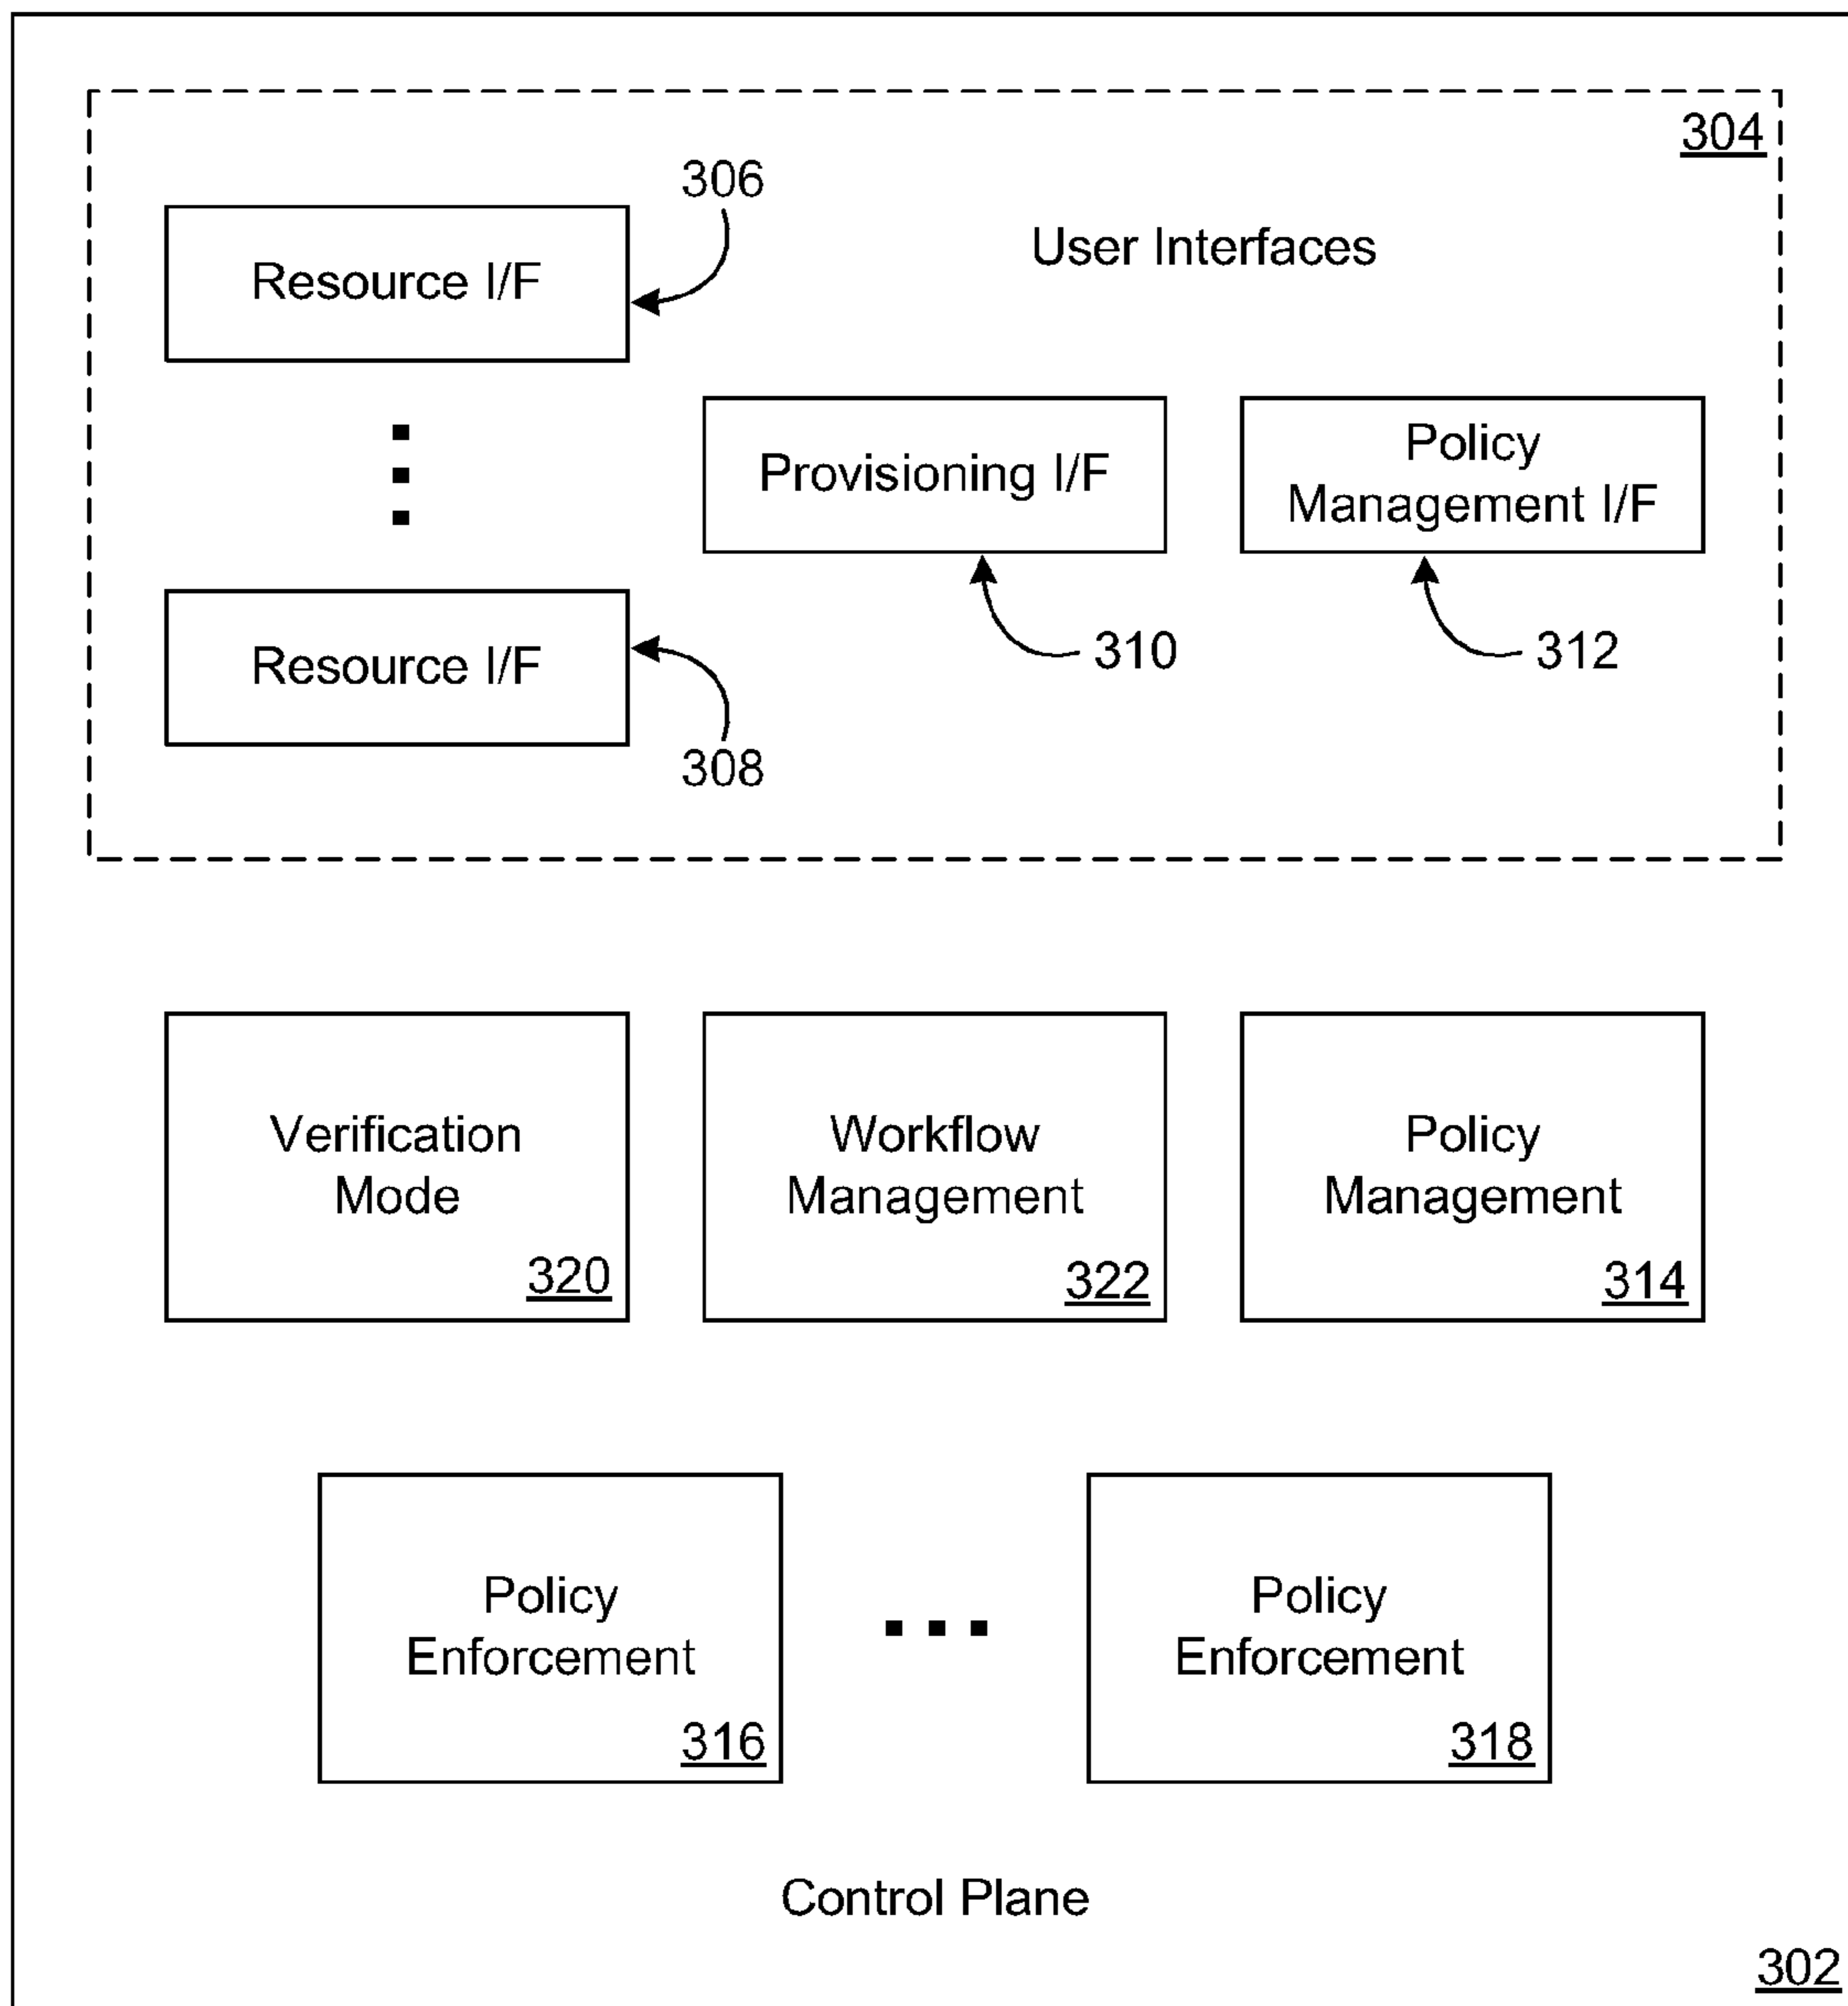 304
306
User Interfaces
Resource I/F
Provisioning I/F
Policy
Management I/F
Resource I/F
310
312
308
Verification
Mode
320
Workflow
Management
322
Policy
Management
314
Policy
Enforcement
316
Policy
Enforcement
318
Control Plane
302